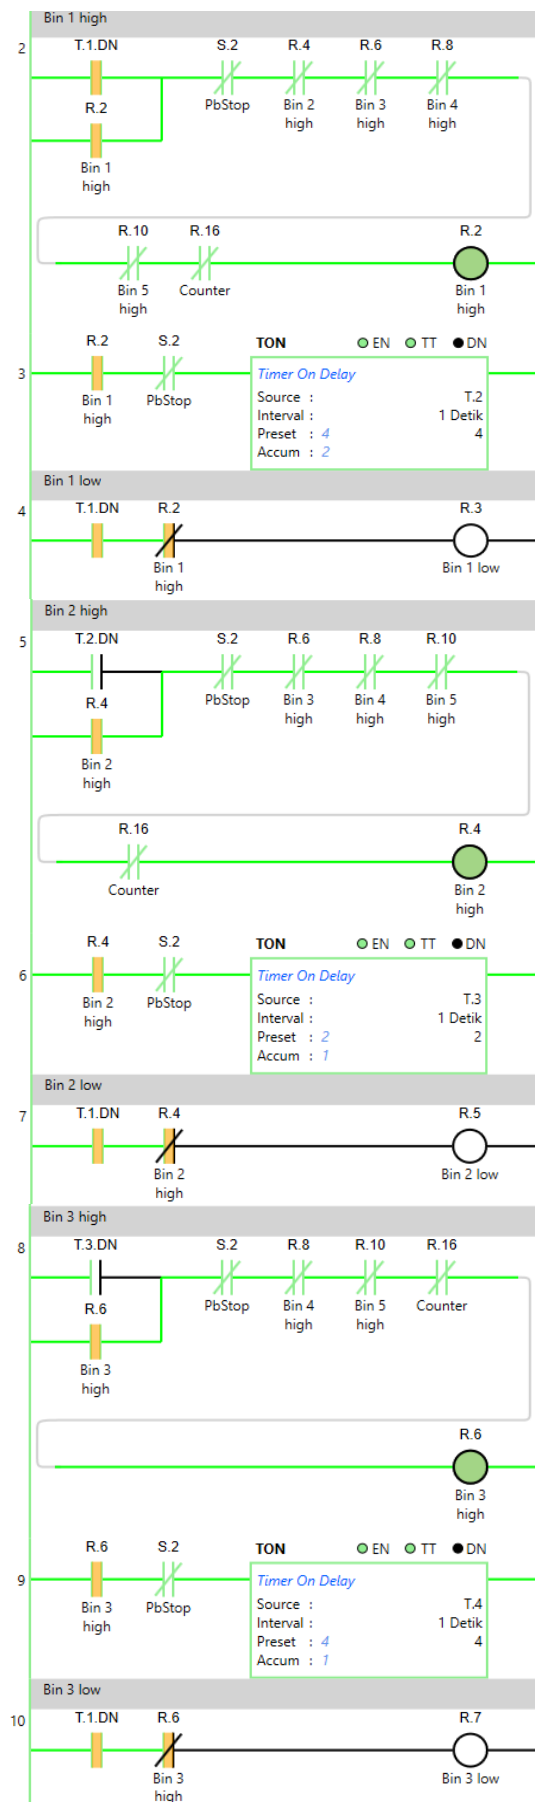 Bin 1 high
2
T.1.DN S.2 R.4 R.6 R.8
PbStop Bin 2 high Bin 3 high Bin 4 high
R.2
Bin 1 high
R.10 R.16 R.2
Bin 5 high Counter Bin 1 high
R.2 S.2 TON EN TT DN
3
Bin 1 high PbStop
Timer On Delay
Source : T.2
Interval : 1 Detik
Preset : 4 4
Accum : 2
Bin 1 low
4
T.1.DN R.2 R.3
Bin 1 high Bin 1 low
Bin 2 high
5
T.2.DN S.2 R.6 R.8 R.10
PbStop Bin 3 high Bin 4 high Bin 5 high
R.4
Bin 2 high
R.16 R.4
Counter Bin 2 high
R.4 S.2 TON EN TT DN
6
Bin 2 high PbStop
Timer On Delay
Source : T.3
Interval : 1 Detik
Preset : 2 2
Accum : 1
Bin 2 low
7
T.1.DN R.4 R.5
Bin 2 high Bin 2 low
Bin 3 high
8
T.3.DN S.2 R.8 R.10 R.16
PbStop Bin 4 high Bin 5 high Counter
R.6
Bin 3 high
R.6
Bin 3 high
R.6 S.2 TON EN TT DN
9
Bin 3 high PbStop
Timer On Delay
Source : T.4
Interval : 1 Detik
Preset : 4 4
Accum : 1
Bin 3 low
10
T.1.DN R.6 R.7
Bin 3 high Bin 3 low